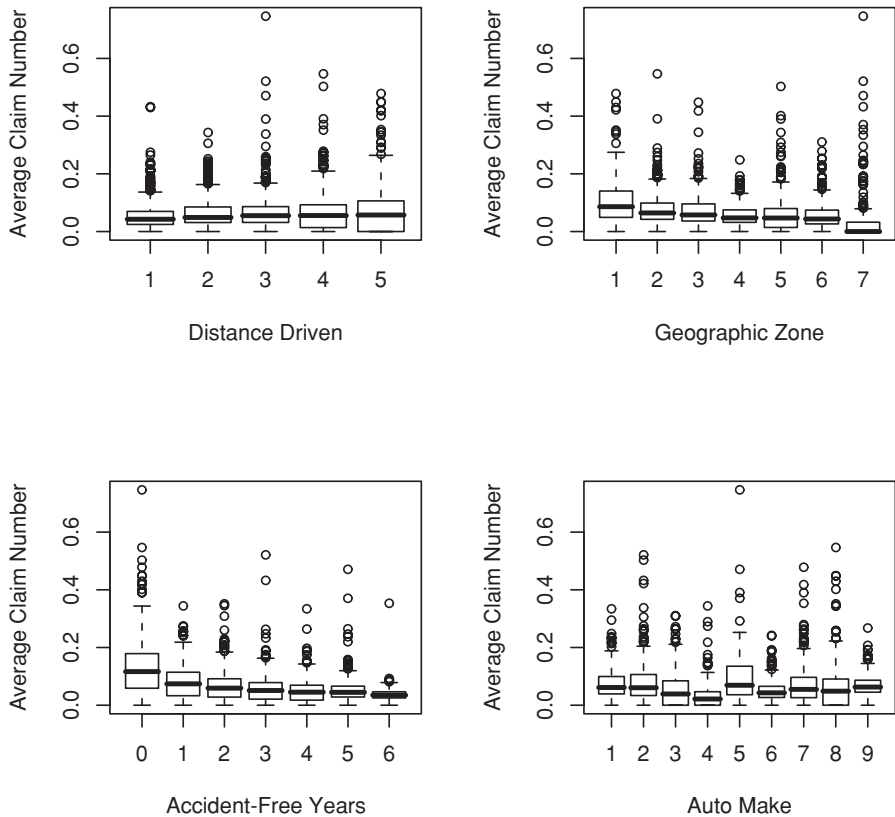 Average Claim Number
0.0 0.2 0.4 0.6
1 2 3 4 5
Distance Driven
Average Claim Number
0.0 0.2 0.4 0.6
1 2 3 4 5 6 7
Geographic Zone
Average Claim Number
0.0 0.2 0.4 0.6
0 1 2 3 4 5 6
Accident-Free Years
Average Claim Number
0.0 0.2 0.4 0.6
1 2 3 4 5 6 7 8 9
Auto Make